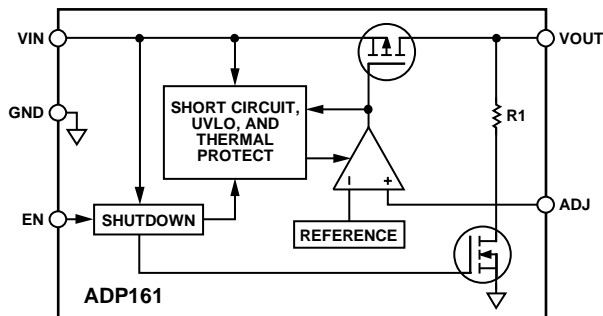 VIN
VOUT
GND
SHORT CIRCUIT,
UVLO, AND
THERMAL
PROTECT
R1
EN
SHUTDOWN
–
+
ADJ
REFERENCE
ADP161